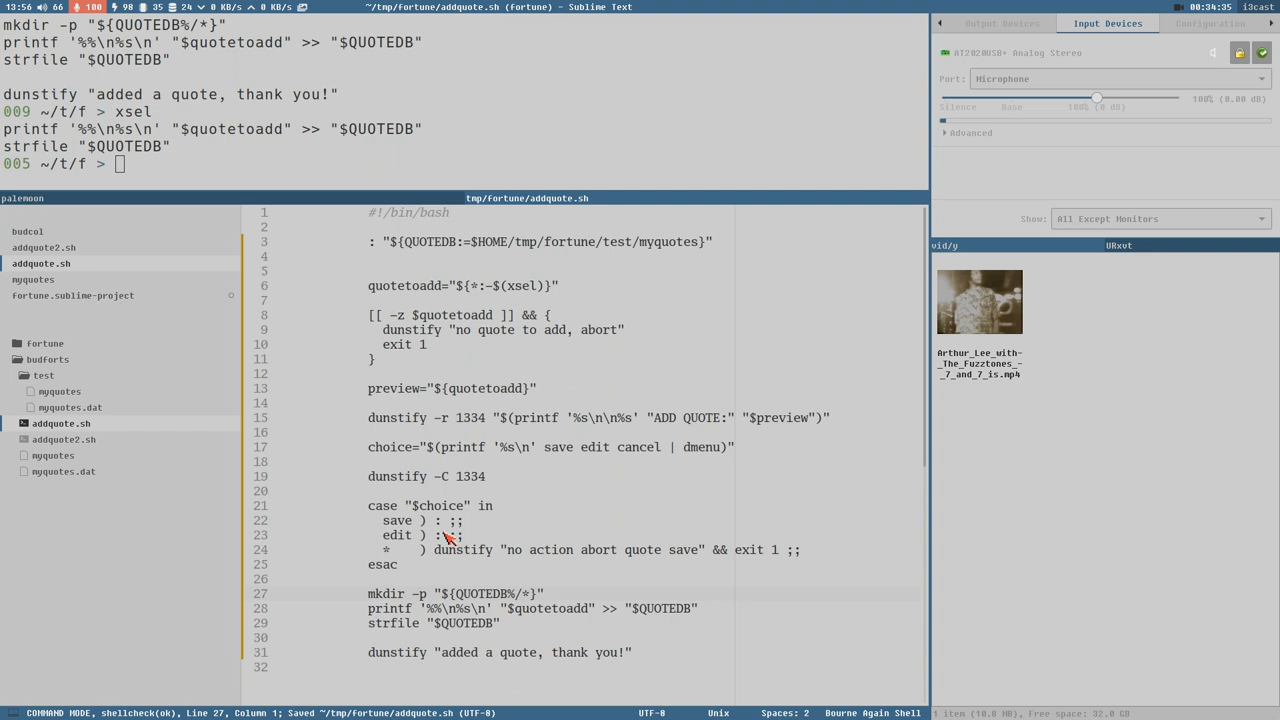 13:56 66 100 98 35 24 0 KB/s 0 KB/s
~/tmp/fortune/addquote.sh (fortune) - Sublime Text
00:34:35 i3cast
mkdir -p "${QUOTEDB%/*}"
printf '%%\n%s\n' "$quotetoadd" >> "$QUOTEDB"
strfile "$QUOTEDB"
dunstify "added a quote, thank you!"
009 ~/t/f > xsel
printf '%%\n%s\n' "$quotetoadd" >> "$QUOTEDB"
strfile "$QUOTEDB"
005 ~/t/f >
Output Devices Input Devices Configuration
AT2020USB+ Analog Stereo
Port: Microphone
100% (0.00 dB)
Silence Base 100% (0 dB)
Advanced
Show: All Except Monitors
palemoon
tmp/fortune/addquote.sh
budcol
addquote2.sh
addquote.sh
myquotes
fortune.sublime-project
fortune
budforts
test
myquotes
myquotes.dat
addquote.sh
addquote2.sh
myquotes
myquotes.dat
1 #!/bin/bash
2
3 : "${QUOTEDB:=$HOME/tmp/fortune/test/myquotes}"
4
5
6 quotetoadd="${*:-$(xsel)}"
7
8 [[ -z $quotetoadd ]] && {
9 dunstify "no quote to add, abort"
10 exit 1
11 }
12
13 preview="${quotetoadd}"
14
15 dunstify -r 1334 "$(printf '%s\n\n%s' "ADD QUOTE:" "$preview")"
16
17 choice="$(printf '%s\n' save edit cancel | dmenu)"
18
19 dunstify -C 1334
20
21 case "$choice" in
22 save ) : ;;
23 edit ) : ;;
24 * ) dunstify "no action abort quote save" && exit 1 ;;
25 esac
26
27 mkdir -p "${QUOTEDB%/*}"
28 printf '%%\n%s\n' "$quotetoadd" >> "$QUOTEDB"
29 strfile "$QUOTEDB"
30
31 dunstify "added a quote, thank you!"
32
vid/y URxvt
Arthur_Lee_with-
_The_Fuzztones_-
_7_and_7_is.mp4
COMMAND MODE, shellcheck(ok), Line 27, Column 1; Saved ~/tmp/fortune/addquote.sh (UTF-8)
UTF-8 Unix Spaces: 2 Bourne Again Shell
1 item (10.8 MB), Free space: 32.0 GB